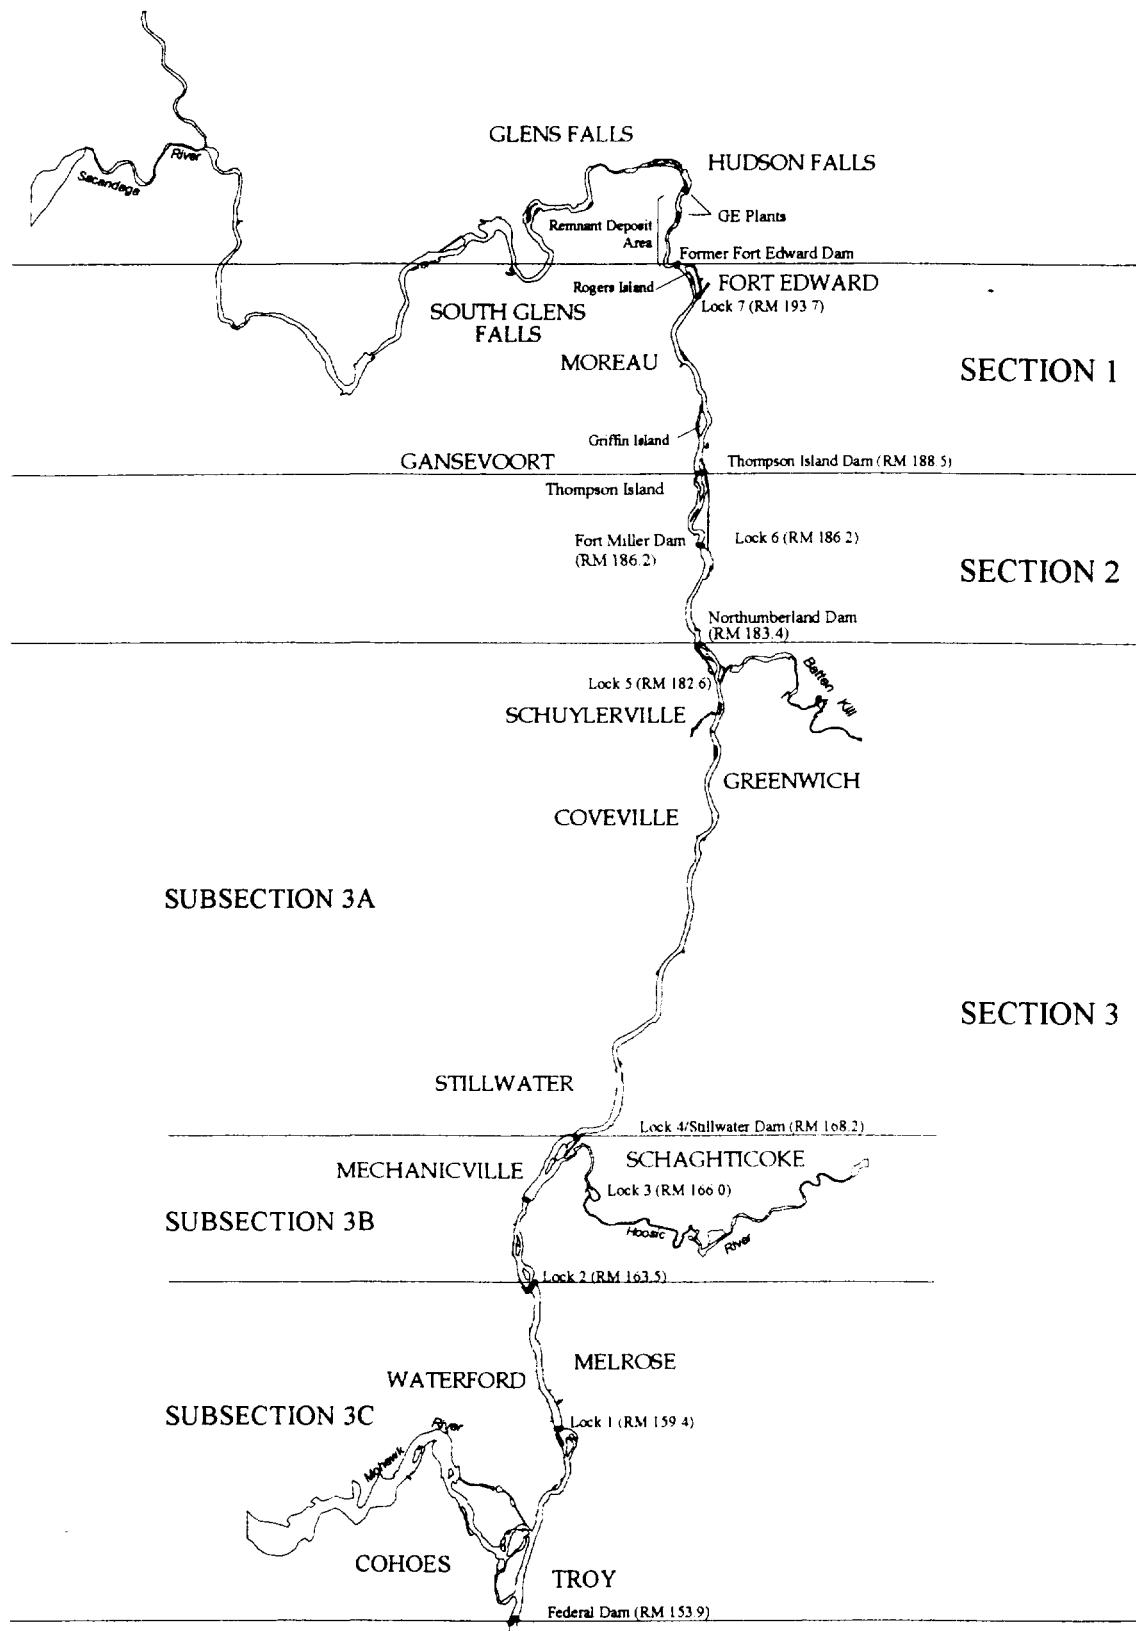 GLENS FALLS
HUDSON FALLS
River
Sacandaga
GE Plants
Remnant Deposit
Area
Former Fort Edward Dam
Rogers Island
FORT EDWARD
Lock 7 (RM 193 7)
SOUTH GLENS
FALLS
MOREAU
SECTION 1
Griffin Island
GANSEVOORT
Thompson Island Dam (RM 188.5)
Thompson Island
Fort Miller Dam
(RM 186.2)
Lock 6 (RM 186 2)
SECTION 2
Northumberland Dam
(RM 183.4)
Batten Kill
Lock 5 (RM 182 6)
SCHUYLERVILLE
GREENWICH
COVEVILLE
SUBSECTION 3A
SECTION 3
STILLWATER
Lock 4/Stillwater Dam (RM 168.2)
SCHAGHTICOKE
MECHANICVILLE
Lock 3 (RM 166 0)
SUBSECTION 3B
Hoosic
River
Lock 2 (RM 163.5)
MELROSE
WATERFORD
SUBSECTION 3C
Lock 1 (RM 159 4)
River
Mohawk
COHOES
TROY
Federal Dam (RM 153.9)